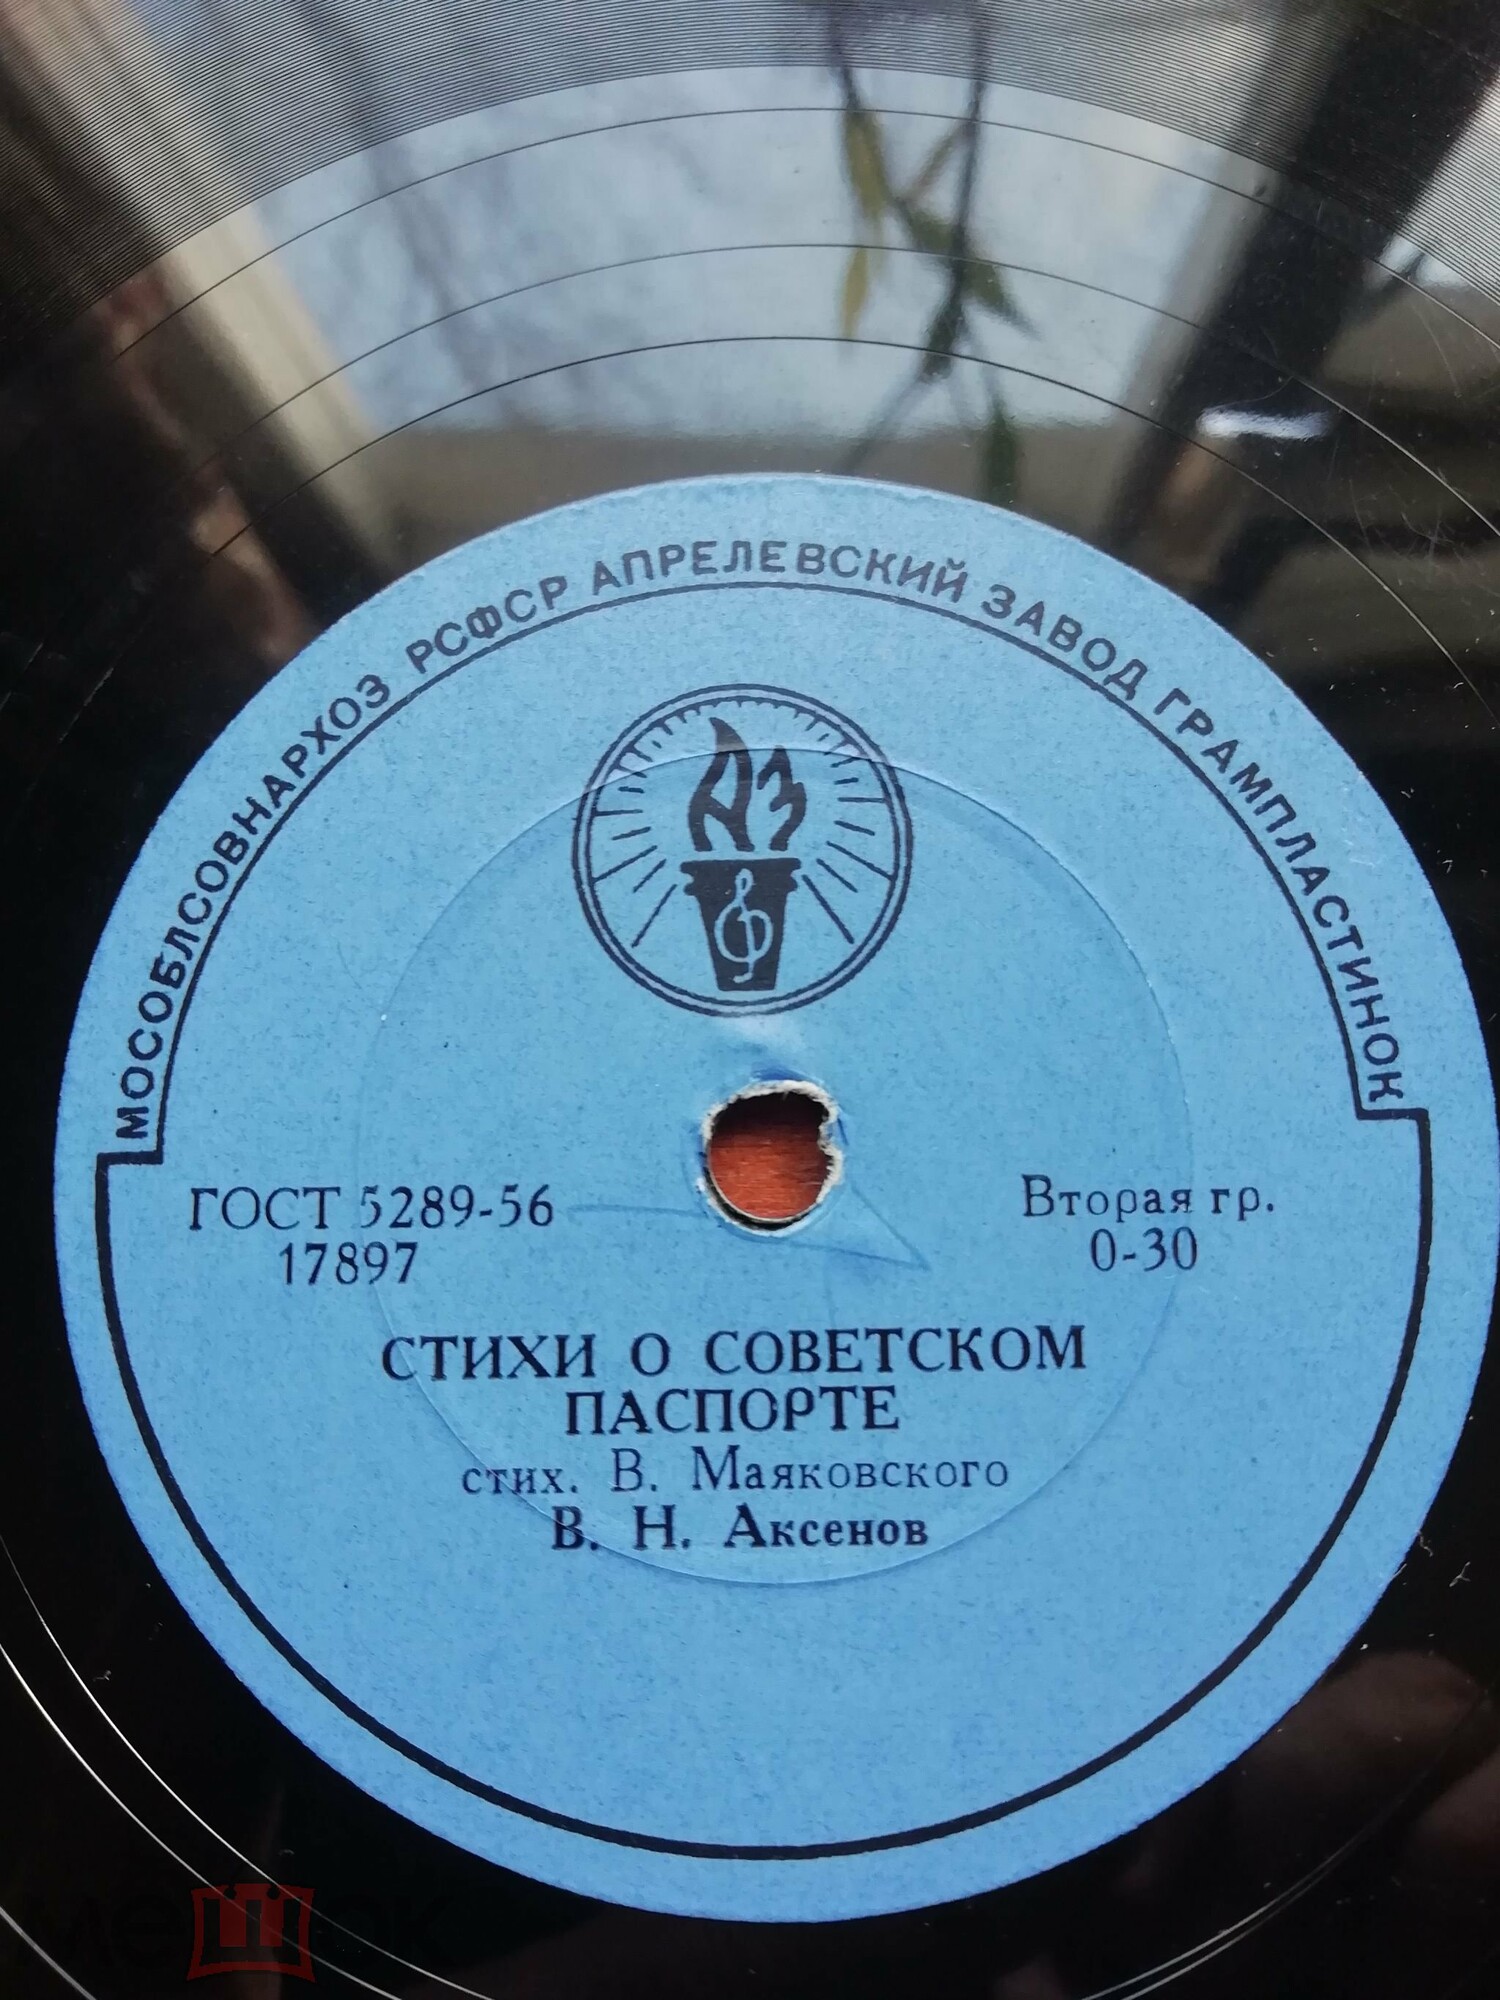 МОСОБЛСОВНАРХОЗ РСФСР АПРЕЛЕВСКИЙ ЗАВОД ГРАМПЛАСТИНОК
АЗ
ГОСТ 5289-56
17897
Вторая гр.
0-30
СТИХИ О СОВЕТСКОМ
ПАСПОРТЕ
стих. В. Маяковского
В. Н. Аксенов
мешок